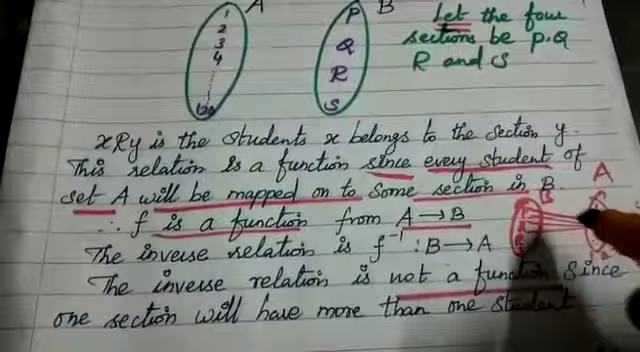 A B
1 P
2 Q
3 R
4 S
Let the four
sections be P.Q
R and S
xRy is the students x belongs to the section y.
This relation is a function since every student of
set A will be mapped on to some section in B.
∴ f is a function from A → B
The inverse relation is f⁻¹ : B → A
The inverse relation is not a function since
one section will have more than one student
B A